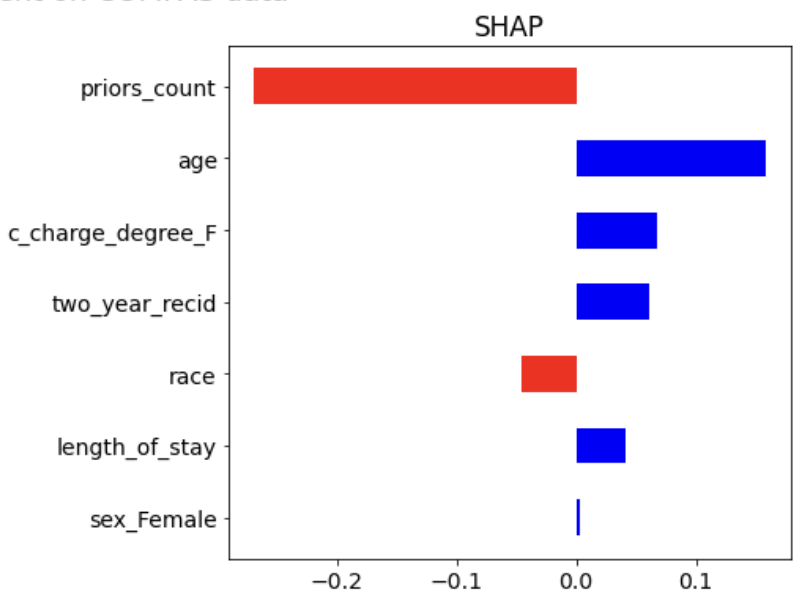 SHAP
priors_count
age
c_charge_degree_F
two_year_recid
race
length_of_stay
sex_Female
−0.2 −0.1 0.0 0.1